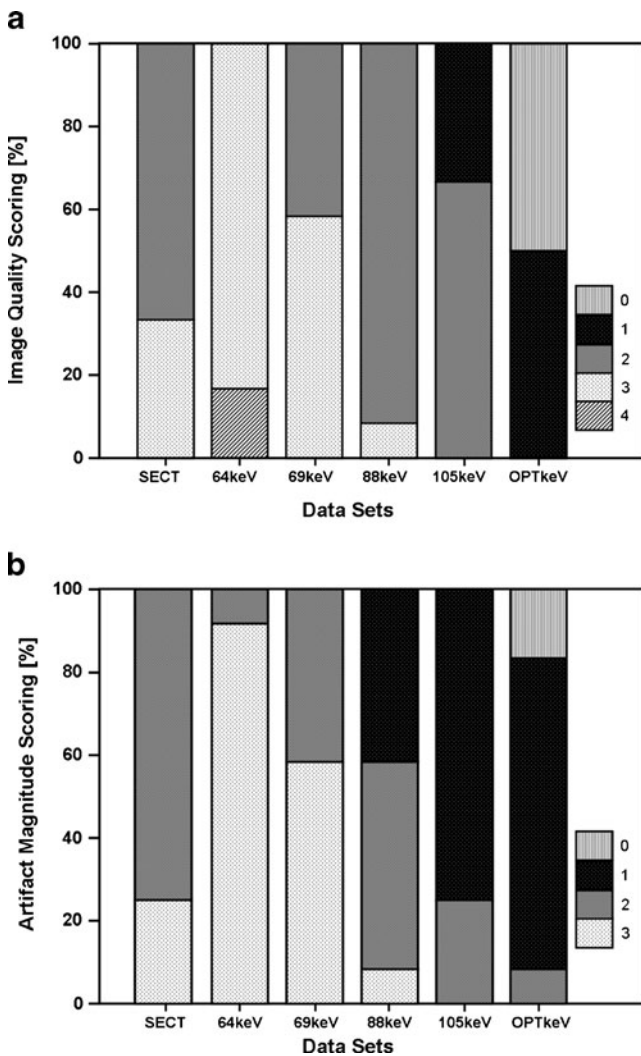 a
Image Quality Scoring [%]
100
80
60
40
20
0
SECT 64keV 69keV 88keV 105keV OPTkeV
Data Sets
0
1
2
3
4
b
Artifact Magnitude Scoring [%]
100
80
60
40
20
0
SECT 64keV 69keV 88keV 105keV OPTkeV
Data Sets
0
1
2
3